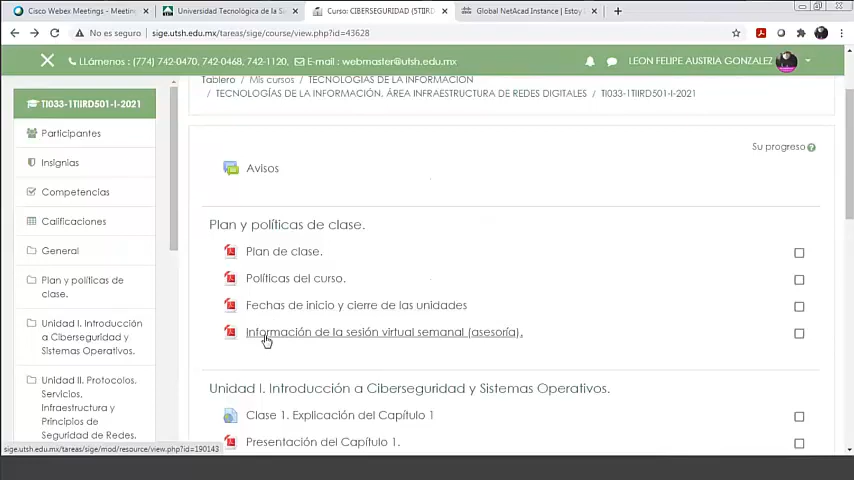 Cisco Webex Meetings - Meeting
Universidad Tecnológica de la Si
Curso: CIBERSEGURIDAD (5TIIRD
Global NetAcad Instance | Estoy
No es seguro | sige.utsh.edu.mx/tareas/sige/course/view.php?id=43628
LLámenos : (774) 742-0470, 742-0468, 742-1120, E-mail : webmaster@utsh.edu.mx
LEON FELIPE AUSTRIA GONZALEZ
Tablero / Mis cursos / TECNOLOGÍAS DE LA INFORMACIÓN
/ TECNOLOGÍAS DE LA INFORMACIÓN, ÁREA INFRAESTRUCTURA DE REDES DIGITALES / TI033-1TIIRD501-I-2021
TI033-1TIIRD501-I-2021
Participantes
Insignias
Competencias
Calificaciones
General
Plan y políticas de
clase.
Unidad I. Introducción
a Ciberseguridad y
Sistemas Operativos.
Unidad II. Protocolos.
Servicios,
Infraestructura y
Principios de
Seguridad de Redes.
Su progreso
Avisos
Plan y políticas de clase.
Plan de clase.
Políticas del curso.
Fechas de inicio y cierre de las unidades
Información de la sesión virtual semanal (asesoría).
Unidad I. Introducción a Ciberseguridad y Sistemas Operativos.
Clase 1. Explicación del Capítulo 1
Presentación del Capítulo 1.
sige.utsh.edu.mx/tareas/sige/mod/resource/view.php?id=190143